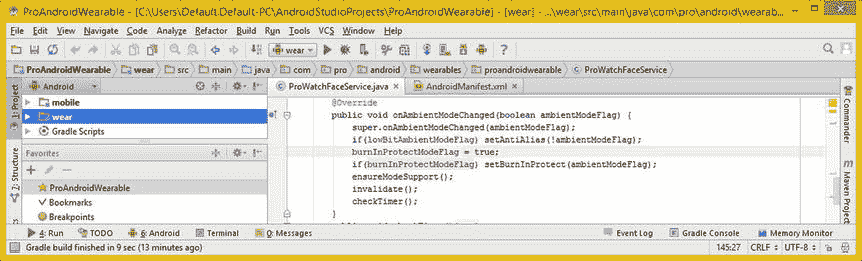 ProAndroidWearable - [C:\Users\Default.Default-PC\AndroidStudioProjects\ProAndroidWearable] - [wear] - ...\wear\src\main\java\com\pro\android\wearab...
File Edit View Navigate Code Analyze Refactor Build Run Tools VCS Window Help
wear
ProAndroidWearable wear src main java com pro android wearables proandroidwearable ProWatchFaceService
1: Project
Android
ProWatchFaceService.java
AndroidManifest.xml
Commander
mobile
wear
Gradle Scripts
Favorites
ProAndroidWearable
Bookmarks
Breakpoints
7: Structure
@Override
public void onAmbientModeChanged(boolean ambientModeFlag) {
super.onAmbientModeChanged(ambientModeFlag);
if(lowBitAmbientModeFlag) setAntiAlias(!ambientModeFlag);
burnInProtectModeFlag = true;
if(burnInProtectModeFlag) setBurnInProtect(ambientModeFlag);
ensureModeSupport();
invalidate();
checkTimer();
}
Maven Project
4: Run TODO 6: Android Terminal 0: Messages Event Log Gradle Console Memory Monitor
Gradle build finished in 9 sec (13 minutes ago) 145:27 CRLF UTF-8